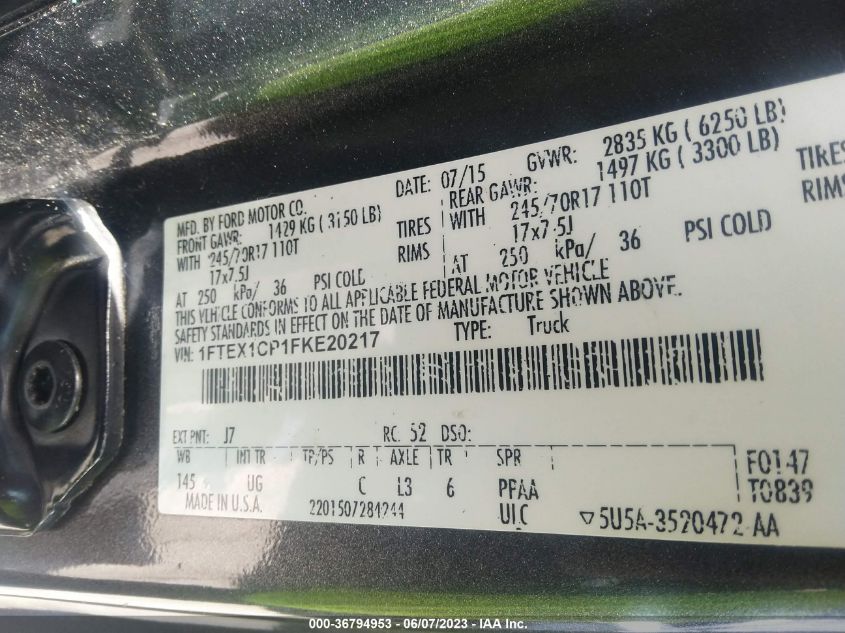 MFD. BY FORD MOTOR CO. DATE: 07/15 GVWR: 2835 KG ( 6250 LB)
FRONT GAWR: 1429 KG ( 3150 LB) REAR GAWR: 1497 KG ( 3300 LB)
WITH 245/70R17 110T TIRES WITH 245/70R17 110T TIRES
17x7.5J RIMS 17x7.5J RIMS
AT 250 kPa/ 36 PSI COLD AT 250 kPa/ 36 PSI COLD
THIS VEHICLE CONFORMS TO ALL APPLICABLE FEDERAL MOTOR VEHICLE
SAFETY STANDARDS IN EFFECT ON THE DATE OF MANUFACTURE SHOWN ABOVE.
VIN: 1FTEX1CP1FKE20217 TYPE: Truck
EXT PNT: J7 RC: 52 DSO:
WB INT TR TP/PS R AXLE TR SPR
145 UG C L3 6 PFAA
F0147
T0839
MADE IN U.S.A. 2201507284244 ULC ▽5U5A-3520472-AA
000-36794953 - 06/07/2023 - IAA Inc.